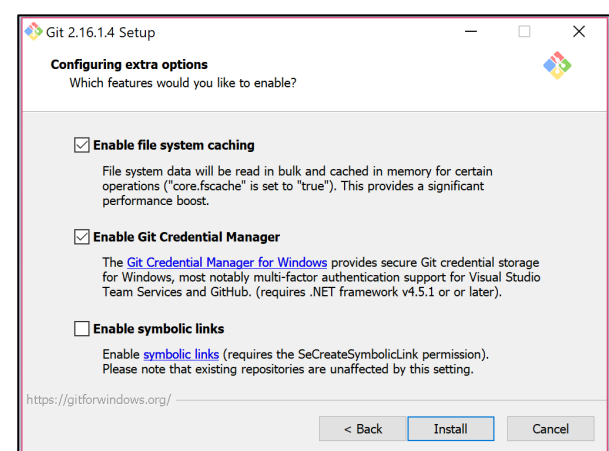 Git 2.16.1.4 Setup
Configuring extra options
Which features would you like to enable?
Enable file system caching
File system data will be read in bulk and cached in memory for certain
operations ("core.fscache" is set to "true"). This provides a significant
performance boost.
Enable Git Credential Manager
The Git Credential Manager for Windows provides secure Git credential storage
for Windows, most notably multi-factor authentication support for Visual Studio
Team Services and GitHub. (requires .NET framework v4.5.1 or or later).
Enable symbolic links
Enable symbolic links (requires the SeCreateSymbolicLink permission).
Please note that existing repositories are unaffected by this setting.
https://gitforwindows.org/
< Back Install Cancel